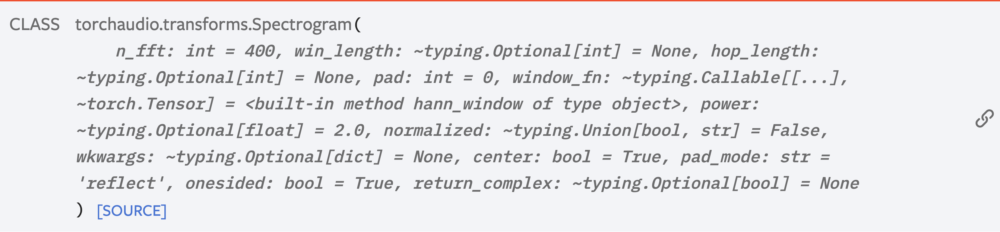 CLASS torchaudio.transforms.Spectrogram(
n_fft: int = 400, win_length: ~typing.Optional[int] = None, hop_length:
~typing.Optional[int] = None, pad: int = 0, window_fn: ~typing.Callable[[...],
~torch.Tensor] = <built-in method hann_window of type object>, power:
~typing.Optional[float] = 2.0, normalized: ~typing.Union[bool, str] = False,
wkwargs: ~typing.Optional[dict] = None, center: bool = True, pad_mode: str =
'reflect', onesided: bool = True, return_complex: ~typing.Optional[bool] = None
) [SOURCE]